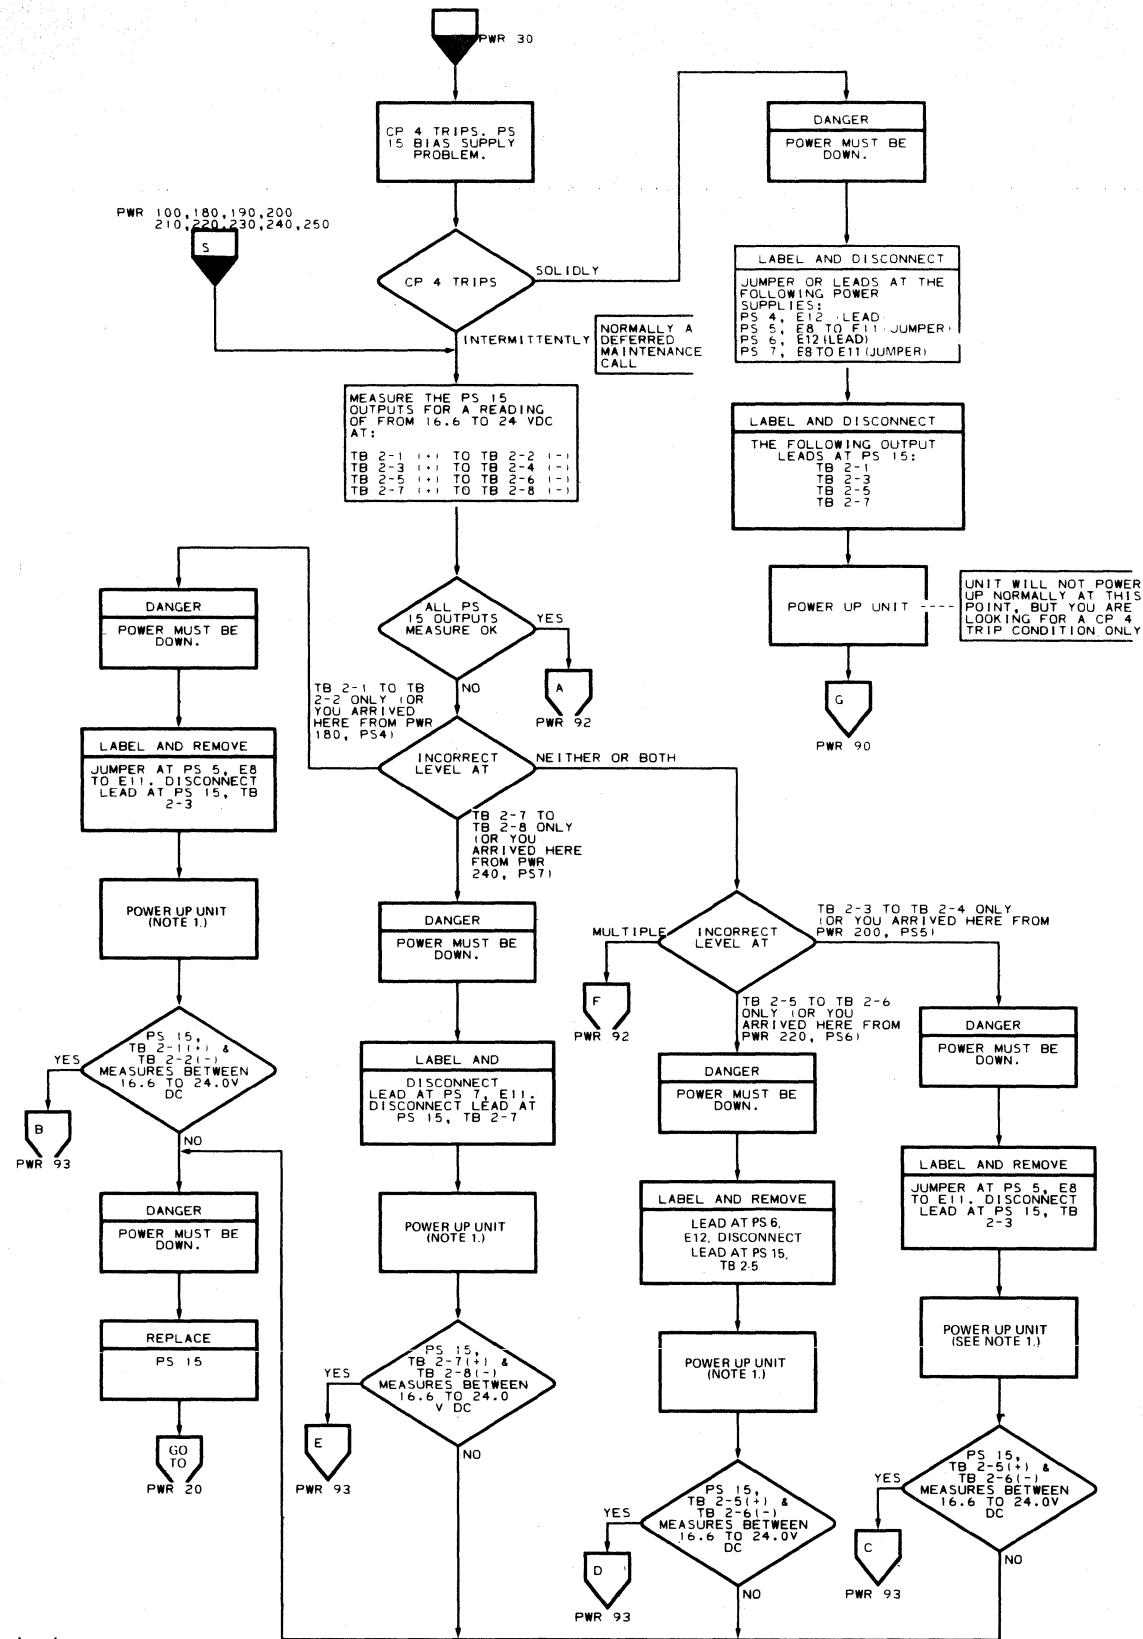 PWR 30
CP 4 TRIPS. PS
15 BIAS SUPPLY
PROBLEM.
PWR 100,180,190,200
210,220,230,240,250
S
CP 4 TRIPS
SOLIDLY
INTERMITTENTLY
NORMALLY A
DEFERRED
MAINTENANCE
CALL
DANGER
POWER MUST BE
DOWN.
LABEL AND DISCONNECT
JUMPER OR LEADS AT THE
FOLLOWING POWER
SUPPLIES:
PS 4, E12 (LEAD)
PS 5, E8 TO E11 (JUMPER)
PS 6, E12 (LEAD)
PS 7, E8 TO E11 (JUMPER)
LABEL AND DISCONNECT
THE FOLLOWING OUTPUT
LEADS AT PS 15:
TB 2-1
TB 2-3
TB 2-5
TB 2-7
POWER UP UNIT
UNIT WILL NOT POWER
UP NORMALLY AT THIS
POINT, BUT YOU ARE
LOOKING FOR A CP 4
TRIP CONDITION ONLY
G
PWR 90
MEASURE THE PS 15
OUTPUTS FOR A READING
OF FROM 16.6 TO 24 VDC
AT:
TB 2-1 (+) TO TB 2-2 (-)
TB 2-3 (+) TO TB 2-4 (-)
TB 2-5 (+) TO TB 2-6 (-)
TB 2-7 (+) TO TB 2-8 (-)
ALL PS
15 OUTPUTS
MEASURE OK
YES
A
PWR 92
NO
TB 2-1 TO TB
2-2 ONLY (OR
YOU ARRIVED
HERE FROM PWR
180, PS4)
INCORRECT
LEVEL AT
NEITHER OR BOTH
TB 2-7 TO
TB 2-8 ONLY
(OR YOU
ARRIVED HERE
FROM PWR
240, PS7)
DANGER
POWER MUST BE
DOWN.
LABEL AND REMOVE
JUMPER AT PS 5, E8
TO E11. DISCONNECT
LEAD AT PS 15, TB
2-3
POWER UP UNIT
(NOTE 1.)
PS 15,
TB 2-1(+) &
TB 2-2(-)
MEASURES BETWEEN
16.6 TO 24.0V
DC
YES
B
PWR 93
NO
DANGER
POWER MUST BE
DOWN.
REPLACE
PS 15
GO
TO
PWR 20
DANGER
POWER MUST BE
DOWN.
LABEL AND
DISCONNECT
LEAD AT PS 7, E11.
DISCONNECT LEAD AT
PS 15, TB 2-7
POWER UP UNIT
(NOTE 1.)
PS 15,
TB 2-7(+) &
TB 2-8(-)
MEASURES BETWEEN
16.6 TO 24.0
V DC
YES
E
PWR 93
NO
INCORRECT
LEVEL AT
MULTIPLE
F
PWR 92
TB 2-3 TO TB 2-4 ONLY
(OR YOU ARRIVED HERE FROM
PWR 200, PS5)
TB 2-5 TO TB 2-6
ONLY (OR YOU
ARRIVED HERE FROM
PWR 220, PS6)
DANGER
POWER MUST BE
DOWN.
LABEL AND REMOVE
LEAD AT PS 6,
E12, DISCONNECT
LEAD AT PS 15,
TB 2-5
POWER UP UNIT
(NOTE 1.)
PS 15,
TB 2-5(+) &
TB 2-6(-)
MEASURES BETWEEN
16.6 TO 24.0V
DC
YES
D
PWR 93
NO
DANGER
POWER MUST BE
DOWN.
LABEL AND REMOVE
JUMPER AT PS 5, E8
TO E11. DISCONNECT
LEAD AT PS 15, TB
2-3
POWER UP UNIT
(SEE NOTE 1.)
PS 15,
TB 2-5(+) &
TB 2-6(-)
MEASURES BETWEEN
16.6 TO 24.0V
DC
YES
C
PWR 93
NO